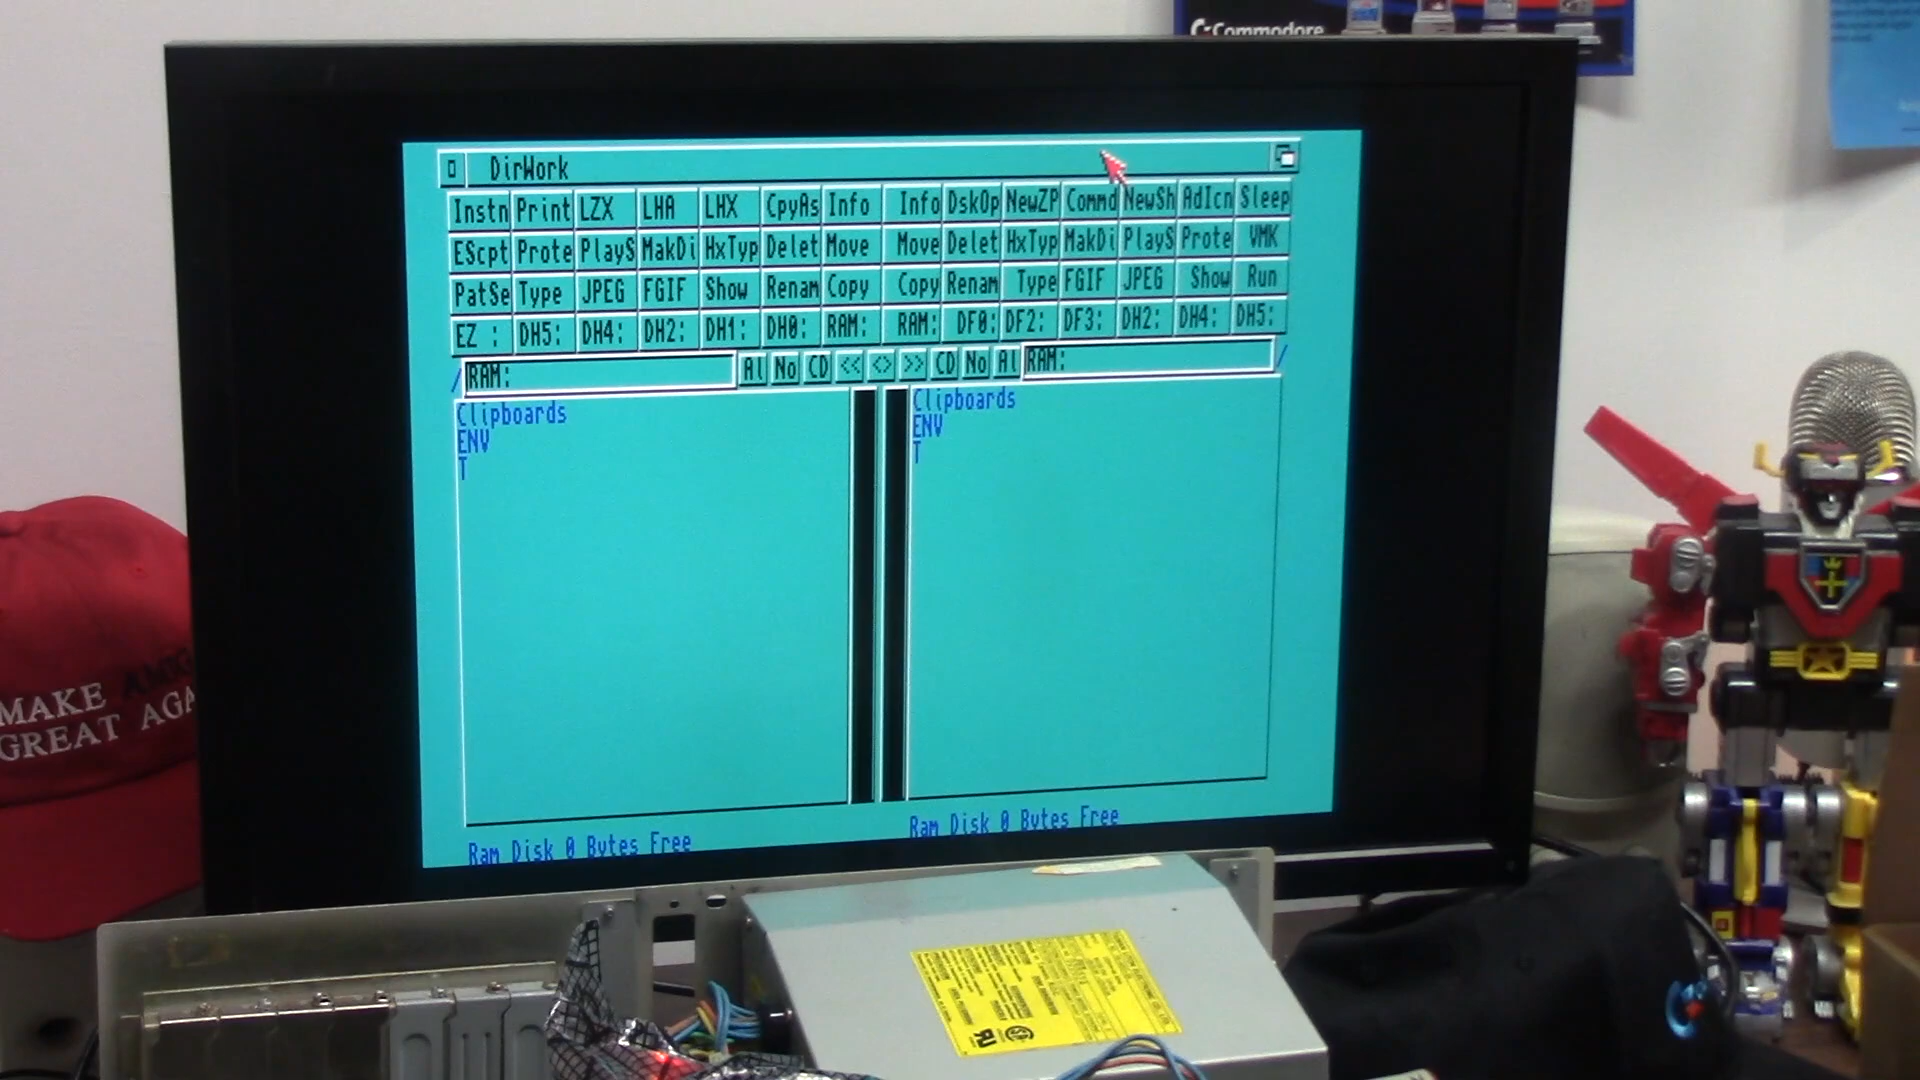 Commodore
DirWork
Instn Print LZX LHA LHX CpyAs Info Info DskOp NewZP Commd NewSh AdIcn Sleep
EScpt Prote PlayS MakDi HxTyp Delet Move Move Delet HxTyp MakDi PlayS Prote VMK
PatSe Type JPEG FGIF Show Renam Copy Copy Renam Type FGIF JPEG Show Run
EZ : DH5: DH4: DH2: DH1: DH0: RAM: RAM: DF0: DF2: DF3: DH2: DH4: DH5:
/ RAM: Al No CD << <> >> CD No Al RAM: /
Clipboards
ENV
T
Clipboards
ENV
T
Ram Disk 0 Bytes Free
Ram Disk 0 Bytes Free
MAKE AMIG
GREAT AGA